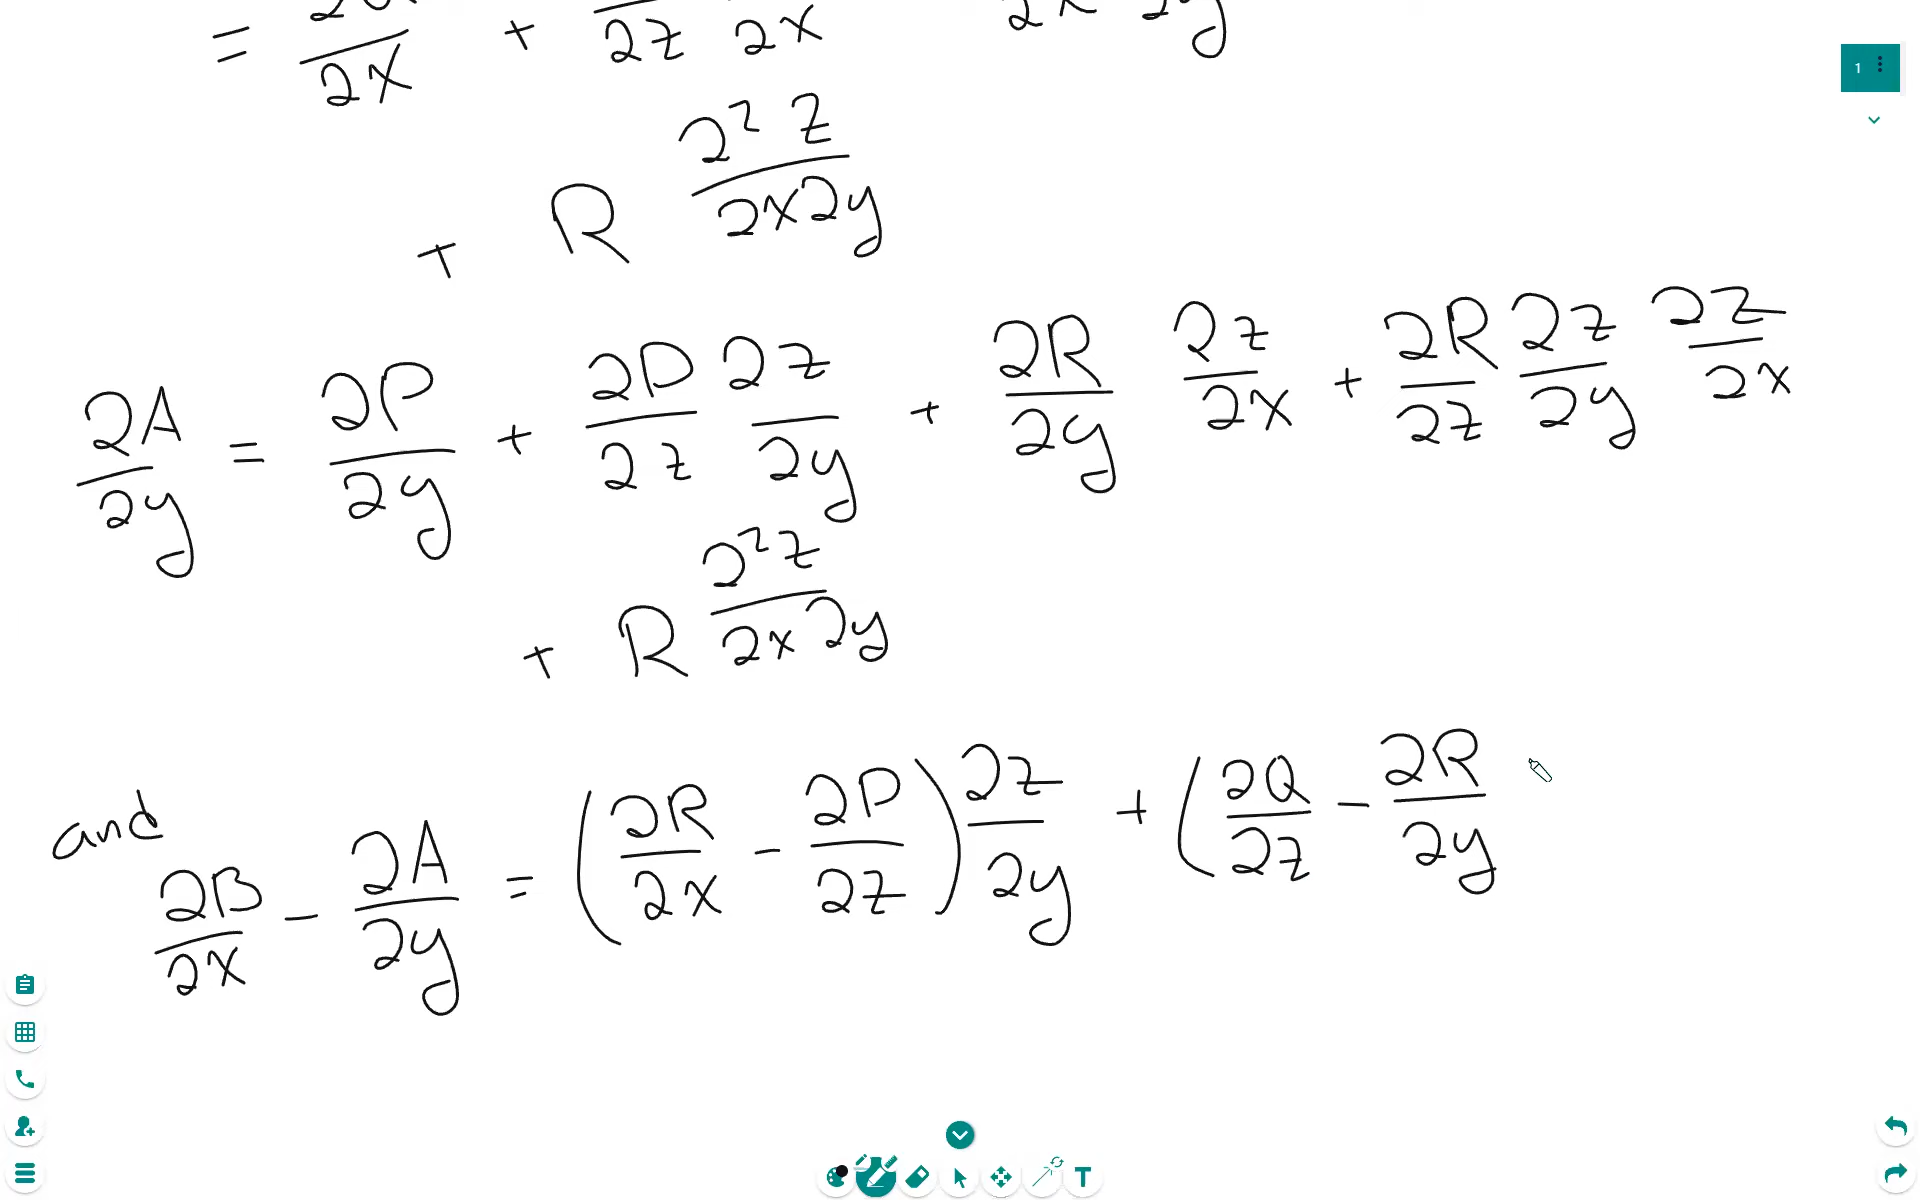 = ∂Q/∂x + ∂z ∂x ∂x ∂y
+ R ∂²z/∂x∂y
∂A/∂y = ∂P/∂y + ∂P/∂z ∂z/∂y + ∂R/∂y ∂z/∂x + ∂R/∂z ∂z/∂y ∂z/∂x
+ R ∂²z/∂x∂y
and
∂B/∂x - ∂A/∂y = (∂R/∂x - ∂P/∂z) ∂z/∂y + (∂Q/∂z - ∂R/∂y
1
T